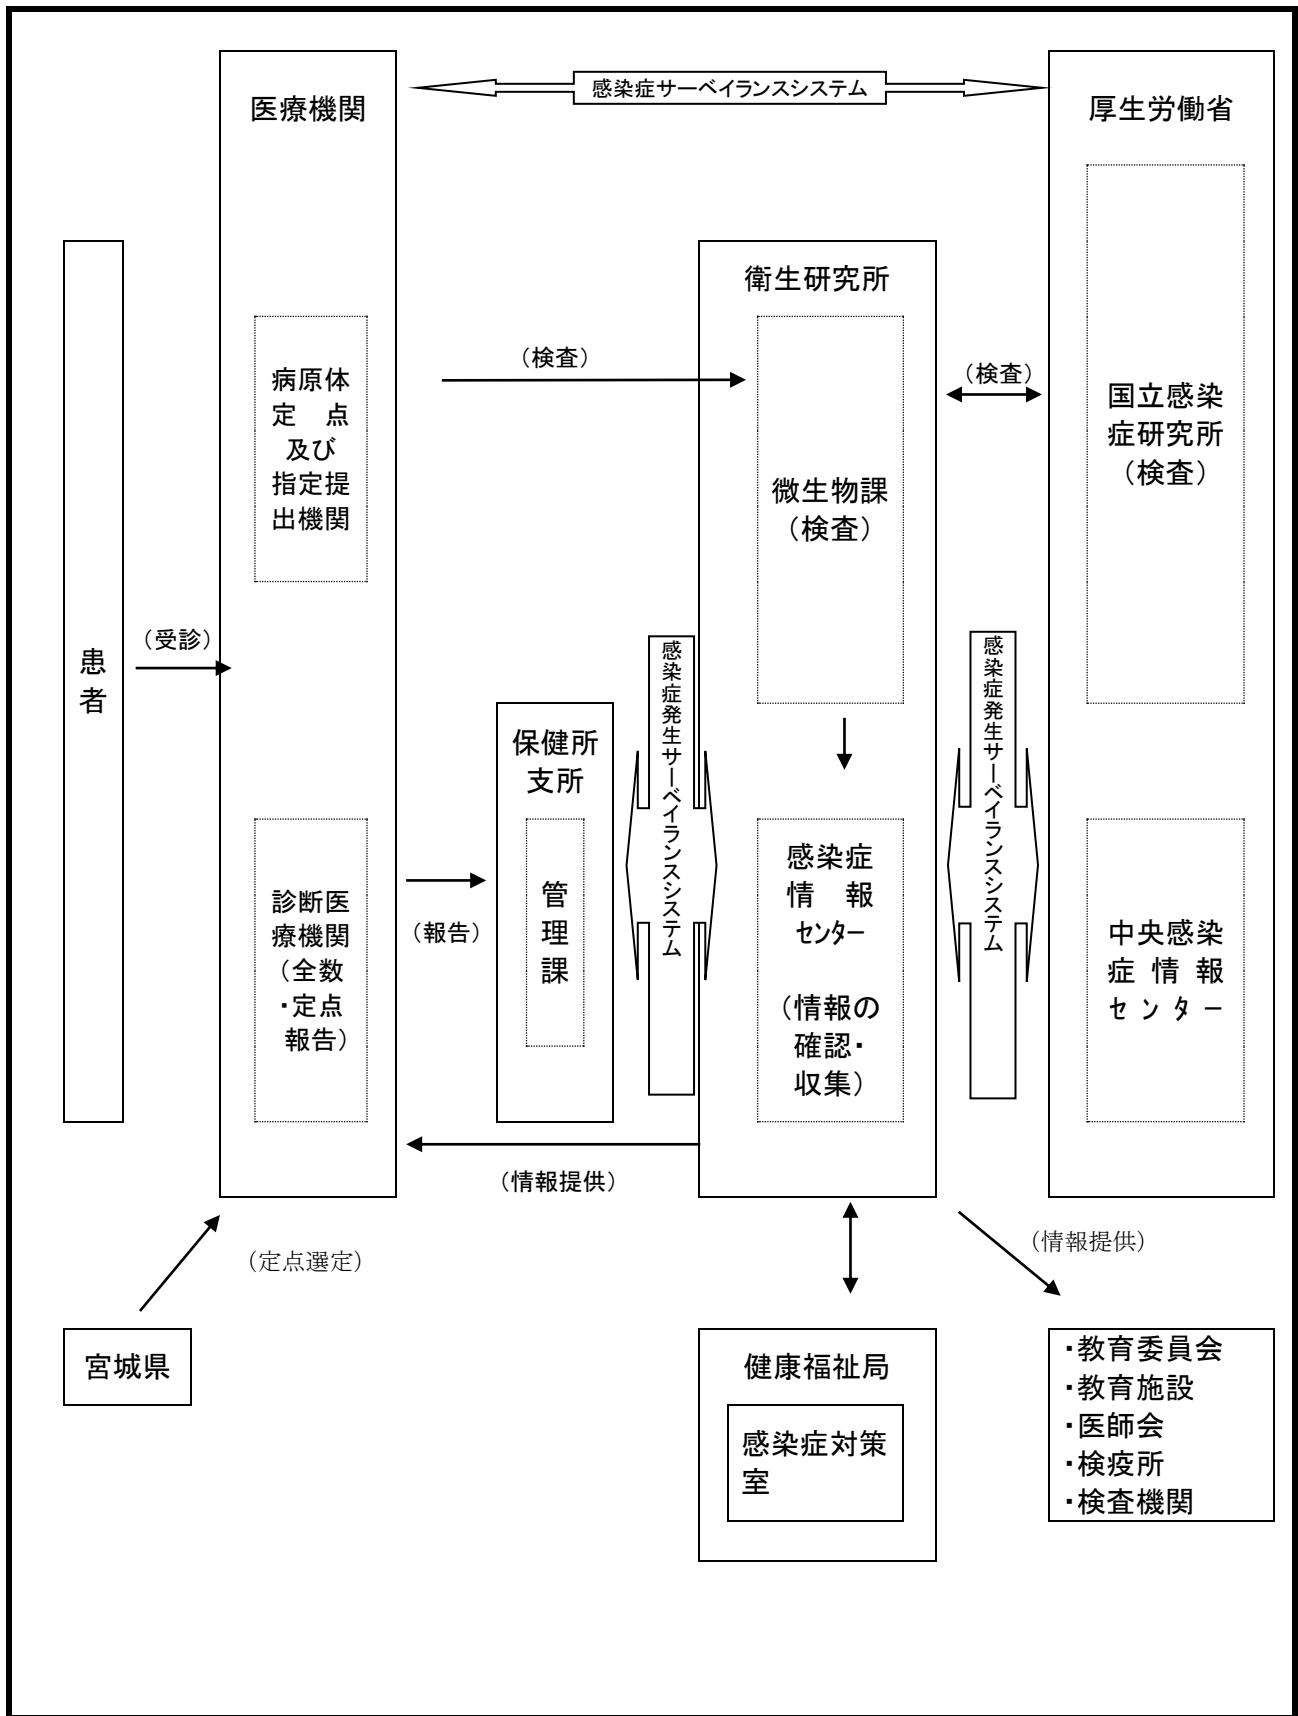 感染症サーベイランスシステム
医療機関
厚生労働省
衛生研究所
病原体
定　点
及び
指定提
出機関
（検査）
（検査）
国立感染
症研究所
（検査）
微生物課
（検査）
患
者
（受診）
保健所
支所
管
理
課
感染症発生サーベイランスシステム
感染症発生サーベイランスシステム
診断医
療機関
（全数
・定点
報告）
（報告）
感染症
情　報
ｾﾝﾀｰ
（情報の
確認・
収集）
中央感染
症 情 報
ｾ ﾝ ﾀ ｰ
（情報提供）
（定点選定）
（情報提供）
宮城県
健康福祉局
感染症対策
室
・教育委員会
・教育施設
・医師会
・検疫所
・検査機関